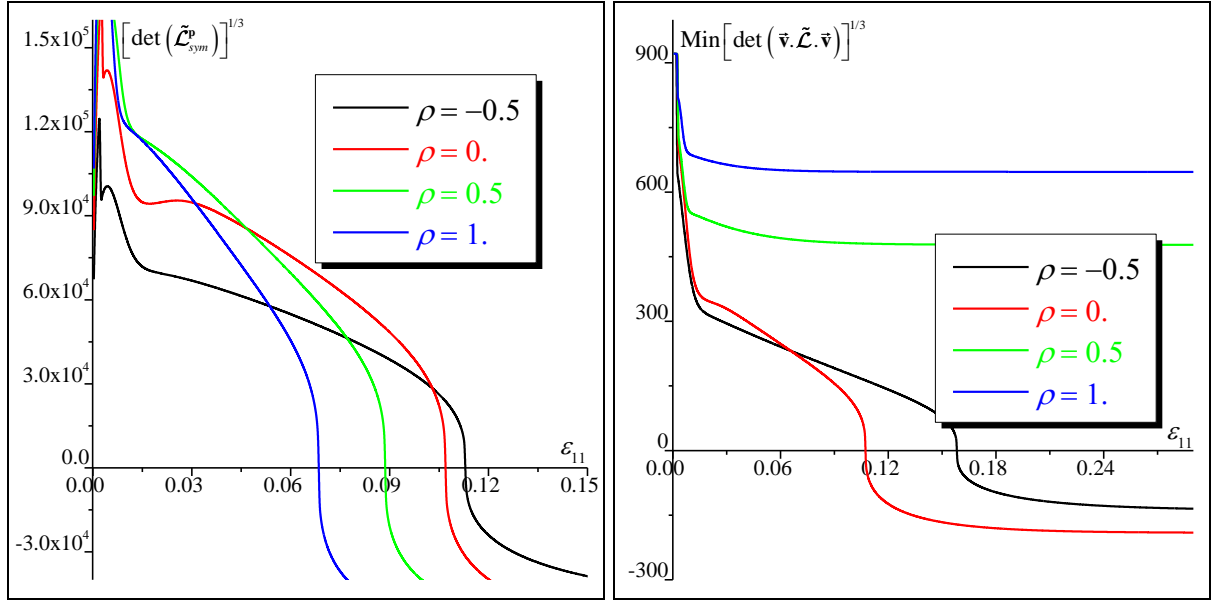 [det(𝓛̃ᵖsym)]^1/3
1.5x10⁵
1.2x10⁵
9.0x10⁴
6.0x10⁴
3.0x10⁴
0.0
-3.0x10⁴
ρ = −0.5
ρ = 0.
ρ = 0.5
ρ = 1.
ε₁₁
0.00 0.03 0.06 0.09 0.12 0.15
Min[det(v⃗.𝓛̃.v⃗)]^1/3
900
600
300
0
-300
ρ = −0.5
ρ = 0.
ρ = 0.5
ρ = 1.
ε₁₁
0.00 0.06 0.12 0.18 0.24